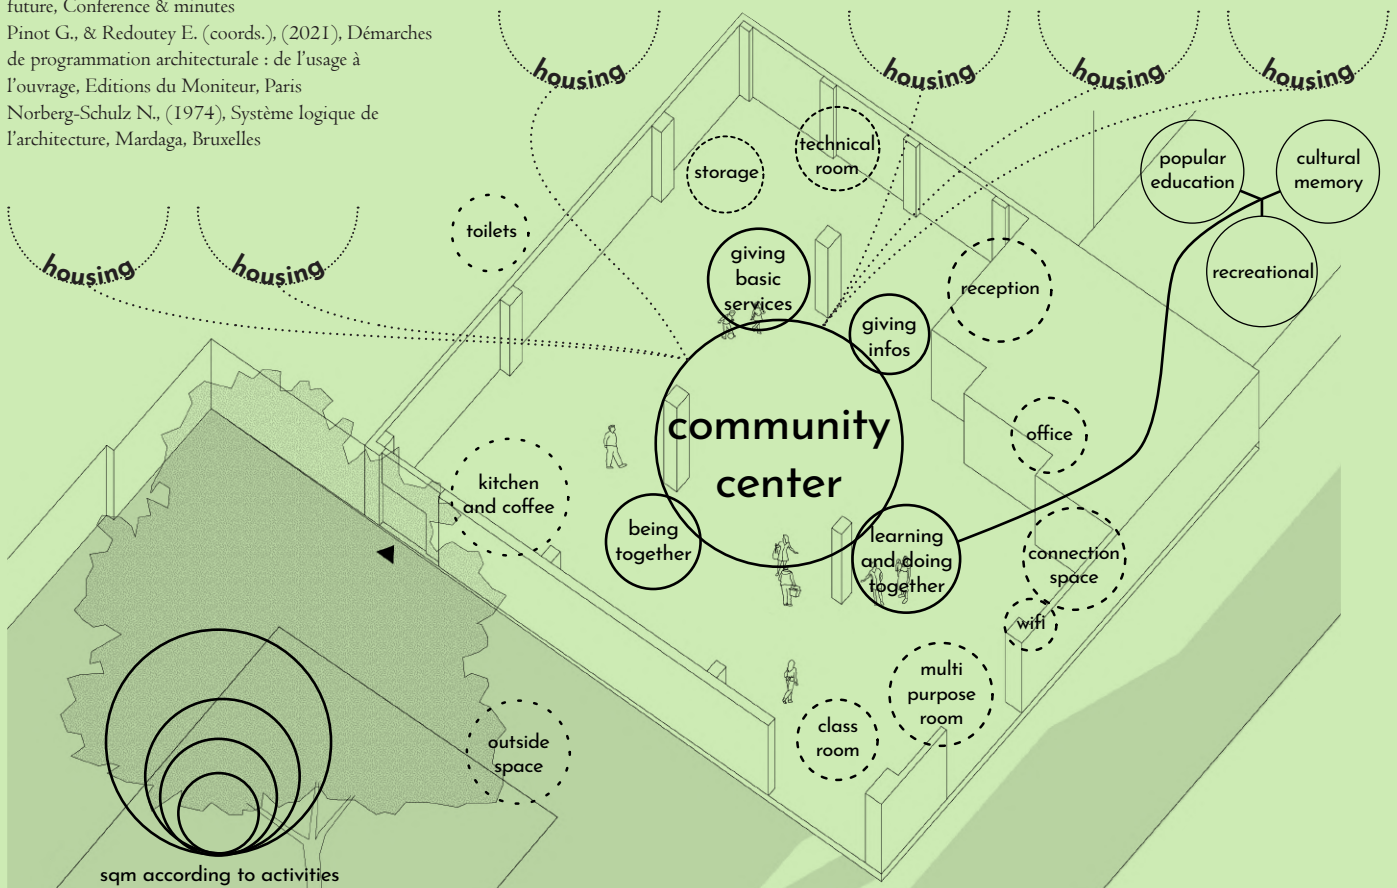 future, Conference & minutes
Pinot G., & Redoutey E. (coords.), (2021), Démarches
de programmation architecturale : de l'usage à
l'ouvrage, Editions du Moniteur, Paris
Norberg-Schulz N., (1974), Système logique de
l'architecture, Mardaga, Bruxelles
housing
housing
housing
housing
housing
housing
toilets
storage
technical
room
popular
education
cultural
memory
recreational
giving
basic
services
giving
infos
reception
community
center
office
kitchen
and coffee
being
together
learning
and doing
together
connection
space
wifi
multi
purpose
room
class
room
outside
space
sqm according to activities